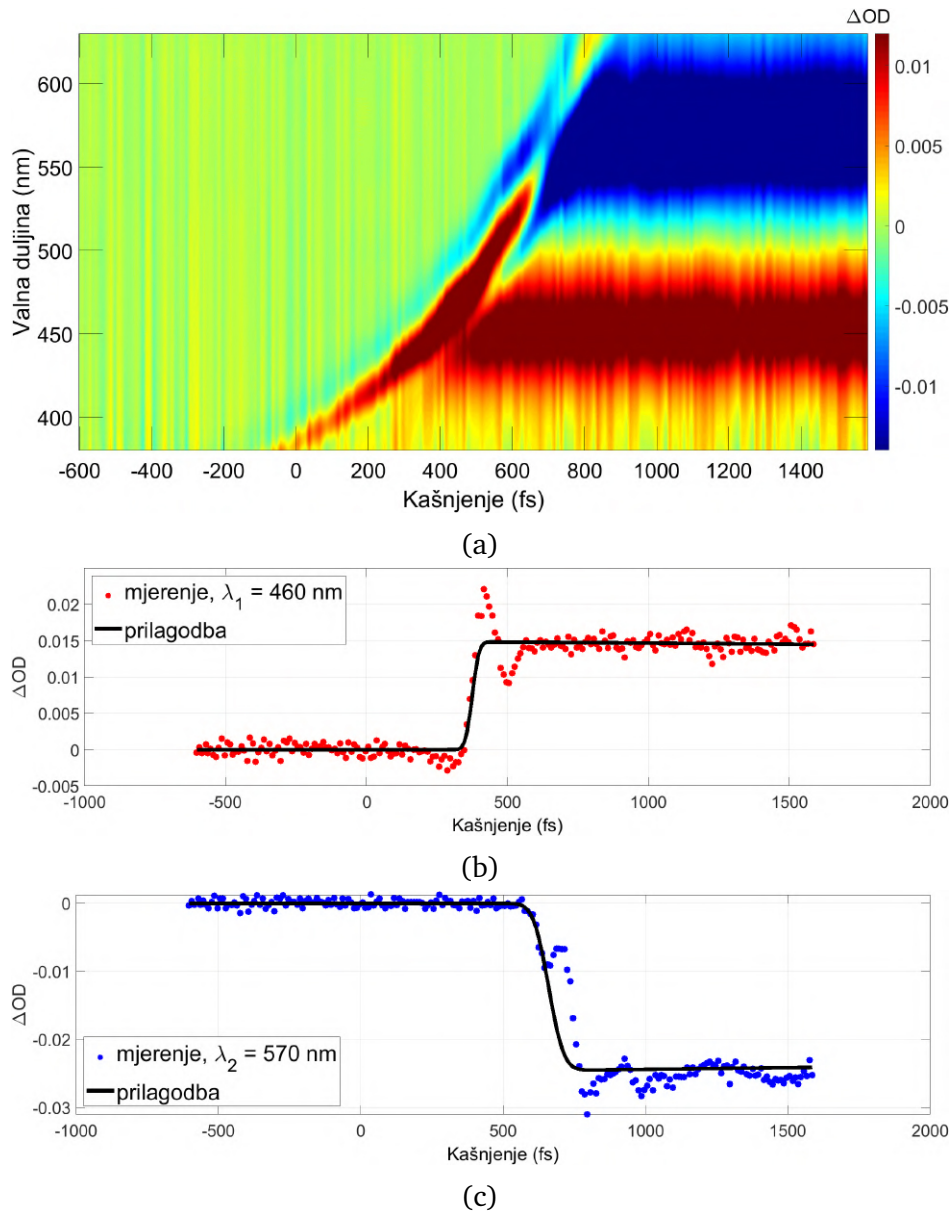 ΔOD
600
550
500
450
400
Valna duljina (nm)
0.01
0.005
0
-0.005
-0.01
-600 -400 -200 0 200 400 600 800 1000 1200 1400
Kašnjenje (fs)
(a)
mjerenje, λ₁ = 460 nm
prilagodba
0.02
0.015
0.01
0.005
0
-0.005
ΔOD
-1000 -500 0 500 1000 1500 2000
Kašnjenje (fs)
(b)
0
-0.01
-0.02
-0.03
ΔOD
mjerenje, λ₂ = 570 nm
prilagodba
-1000 -500 0 500 1000 1500 2000
Kašnjenje (fs)
(c)